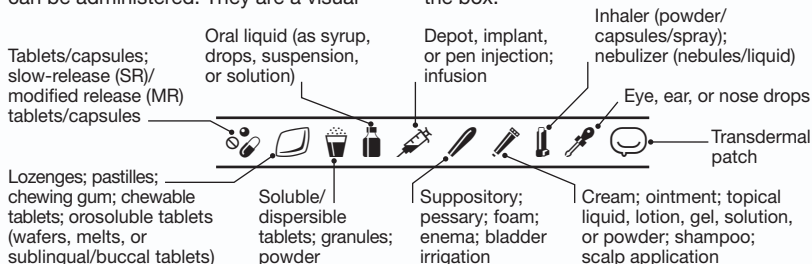 can be administered. They are a visual
the box.
Tablets/capsules;
slow-release (SR)/
modified release (MR)
tablets/capsules
Oral liquid (as syrup,
drops, suspension,
or solution)
Depot, implant,
or pen injection;
infusion
Inhaler (powder/
capsules/spray);
nebulizer (nebules/liquid)
Eye, ear, or nose drops
Transdermal
patch
Lozenges; pastilles;
chewing gum; chewable
tablets; orosoluble tablets
(wafers, melts, or
sublingual/buccal tablets)
Soluble/
dispersible
tablets; granules;
powder
Suppository;
pessary; foam;
enema; bladder
irrigation
Cream; ointment; topical
liquid, lotion, gel, solution,
or powder; shampoo;
scalp application